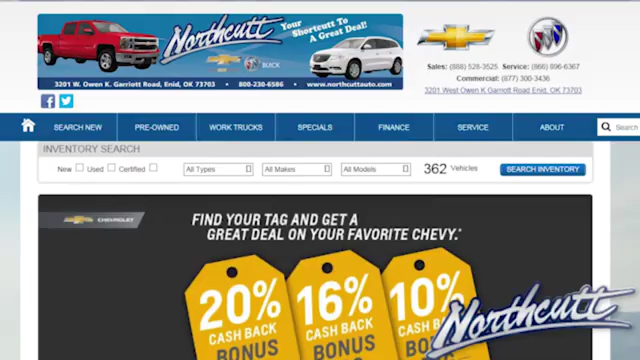 Northcutt
Your Shortcutt To
A Great Deal!
BUICK
3201 W. Owen K. Garriott Road, Enid, OK 73703 • 800-230-6586 • www.northcuttauto.com
Sales: (888) 528-3525 Service: (866) 896-6367
Commercial: (877) 300-3436
3201 West Owen K Garriott Road Enid, OK 73703
SEARCH NEW PRE-OWNED WORK TRUCKS SPECIALS FINANCE SERVICE ABOUT Search
INVENTORY SEARCH
New Used Certified All Types All Makes All Models 362 Vehicles SEARCH INVENTORY
CHEVROLET
FIND YOUR TAG AND GET A
GREAT DEAL ON YOUR FAVORITE CHEVY.*
20% 16% 10%
CASH BACK CASH BACK CASH BACK
BONUS BONUS
Northcutt